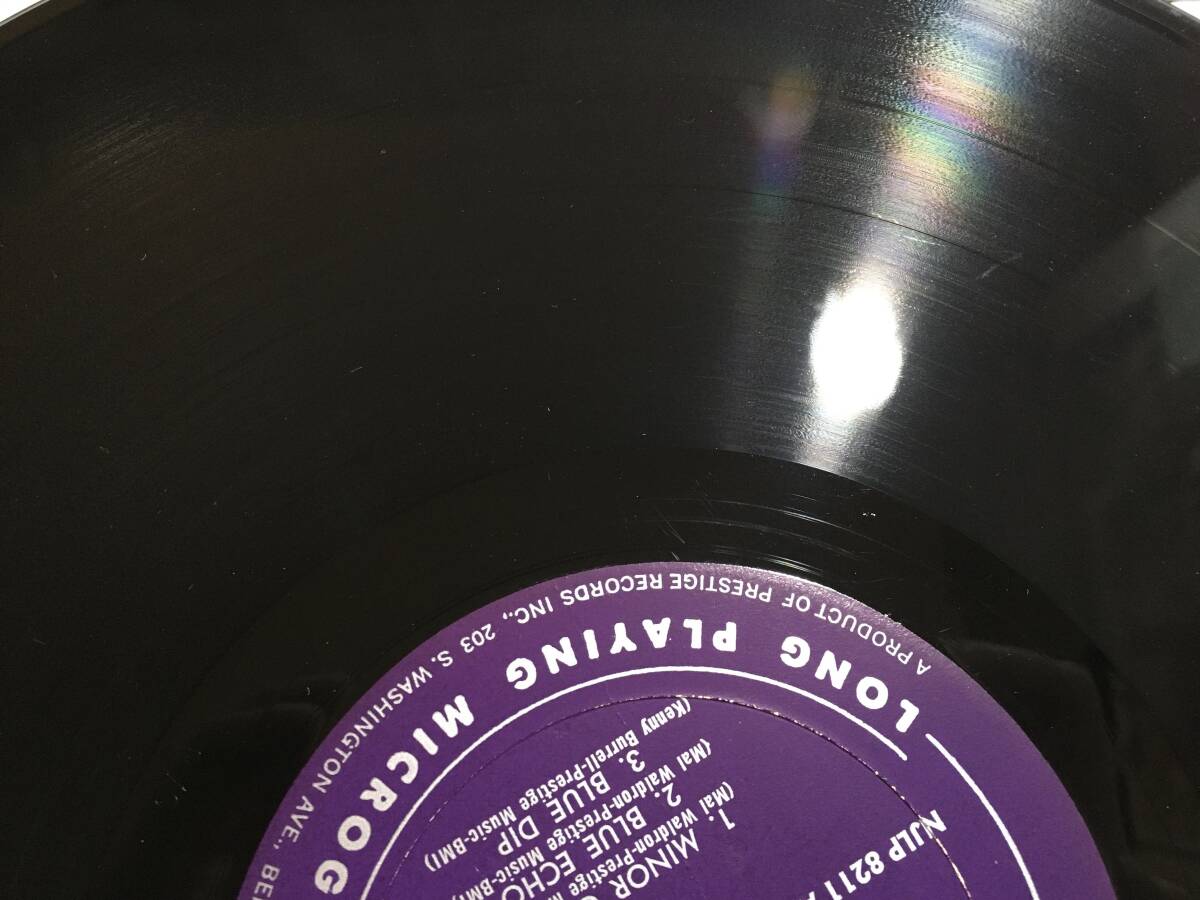 A PRODUCT OF PRESTIGE RECORDS INC., 203 S. WASHINGTON AVE.,
LONG PLAYING
NJLP 8211
1. MINOR
(Mal Waldron-Prestige
2. BLUE ECHO
(Mal Waldron-Prestige Music-BMI)
3. BLUE DIP
(Kenny Burrell-Prestige Music-BMI)